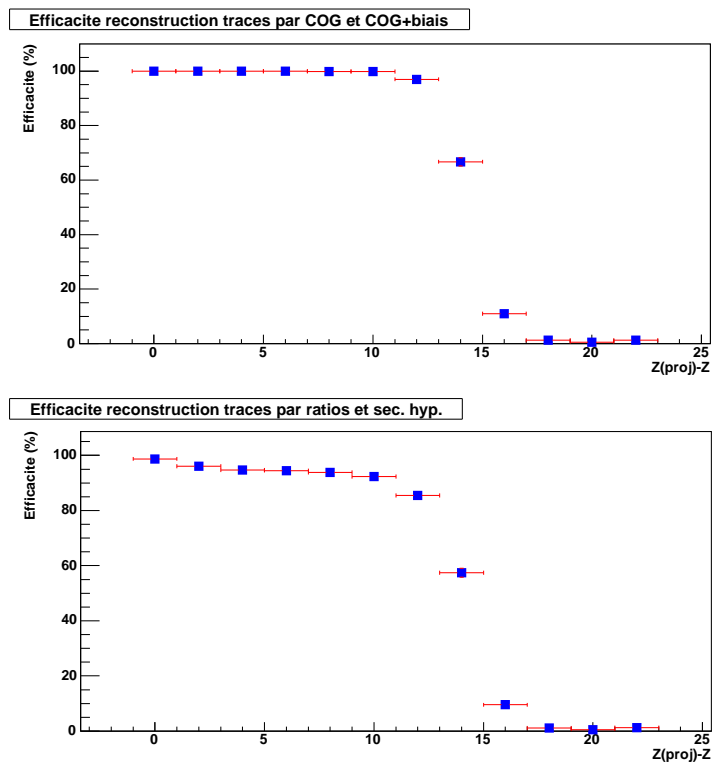 Efficacite reconstruction traces par COG et COG+biais
Efficacite (%)
100
80
60
40
20
0
0 5 10 15 20 25
Z(proj)-Z
Efficacite reconstruction traces par ratios et sec. hyp.
Efficacite (%)
100
80
60
40
20
0
0 5 10 15 20 25
Z(proj)-Z